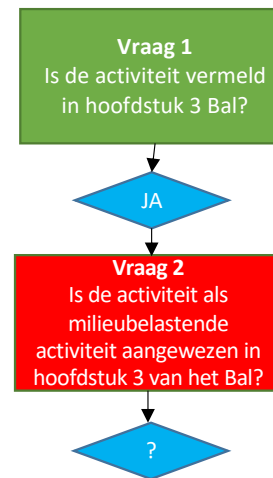 Vraag 1
Is de activiteit vermeld
in hoofdstuk 3 Bal?
JA
Vraag 2
Is de activiteit als
milieubelastende
activiteit aangewezen in
hoofdstuk 3 van het Bal?
?